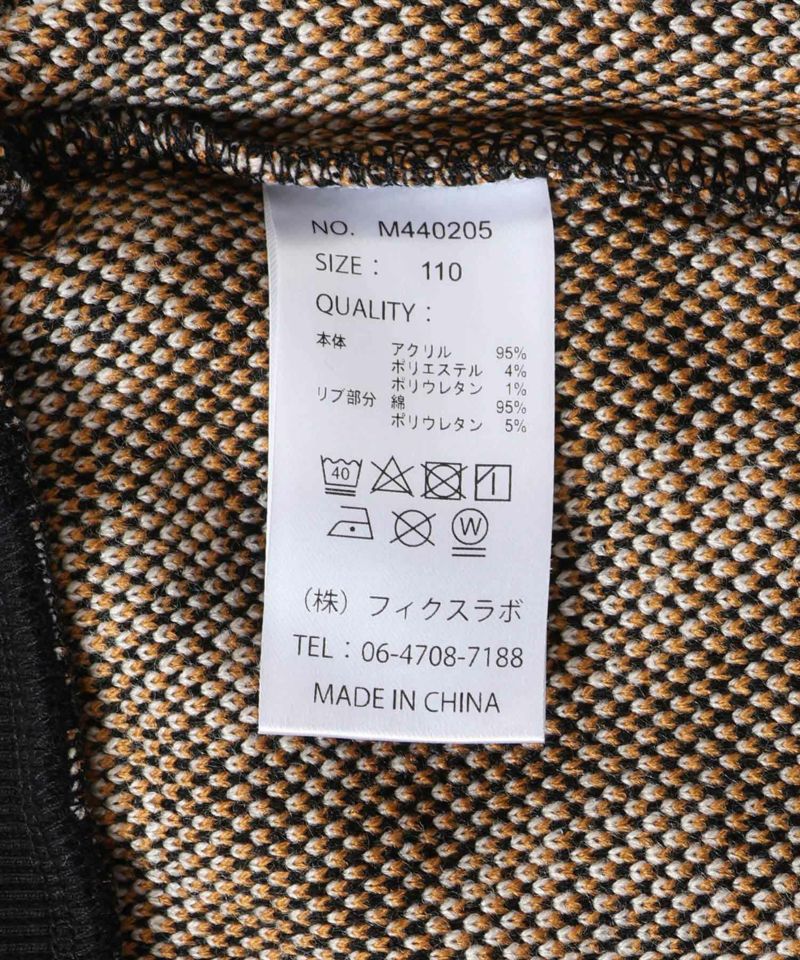 NO. M440205
SIZE : 110
QUALITY :
本体 アクリル 95%
ポリエステル 4%
ポリウレタン 1%
リブ部分 綿 95%
ポリウレタン 5%
40
W
（株）フィクスラボ
TEL : 06-4708-7188
MADE IN CHINA